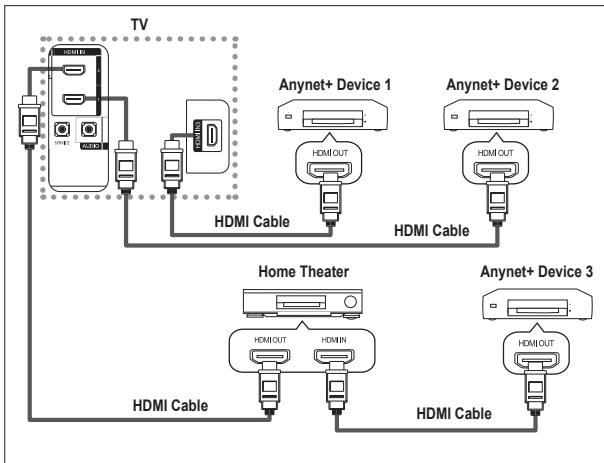 TV
HDMI IN
SERVICE
AUDIO
HDMI IN 3
Anynet+ Device 1
HDMI OUT
Anynet+ Device 2
HDMI OUT
HDMI Cable
HDMI Cable
Home Theater
HDMI OUT
HDMI IN
Anynet+ Device 3
HDMI OUT
HDMI Cable
HDMI Cable